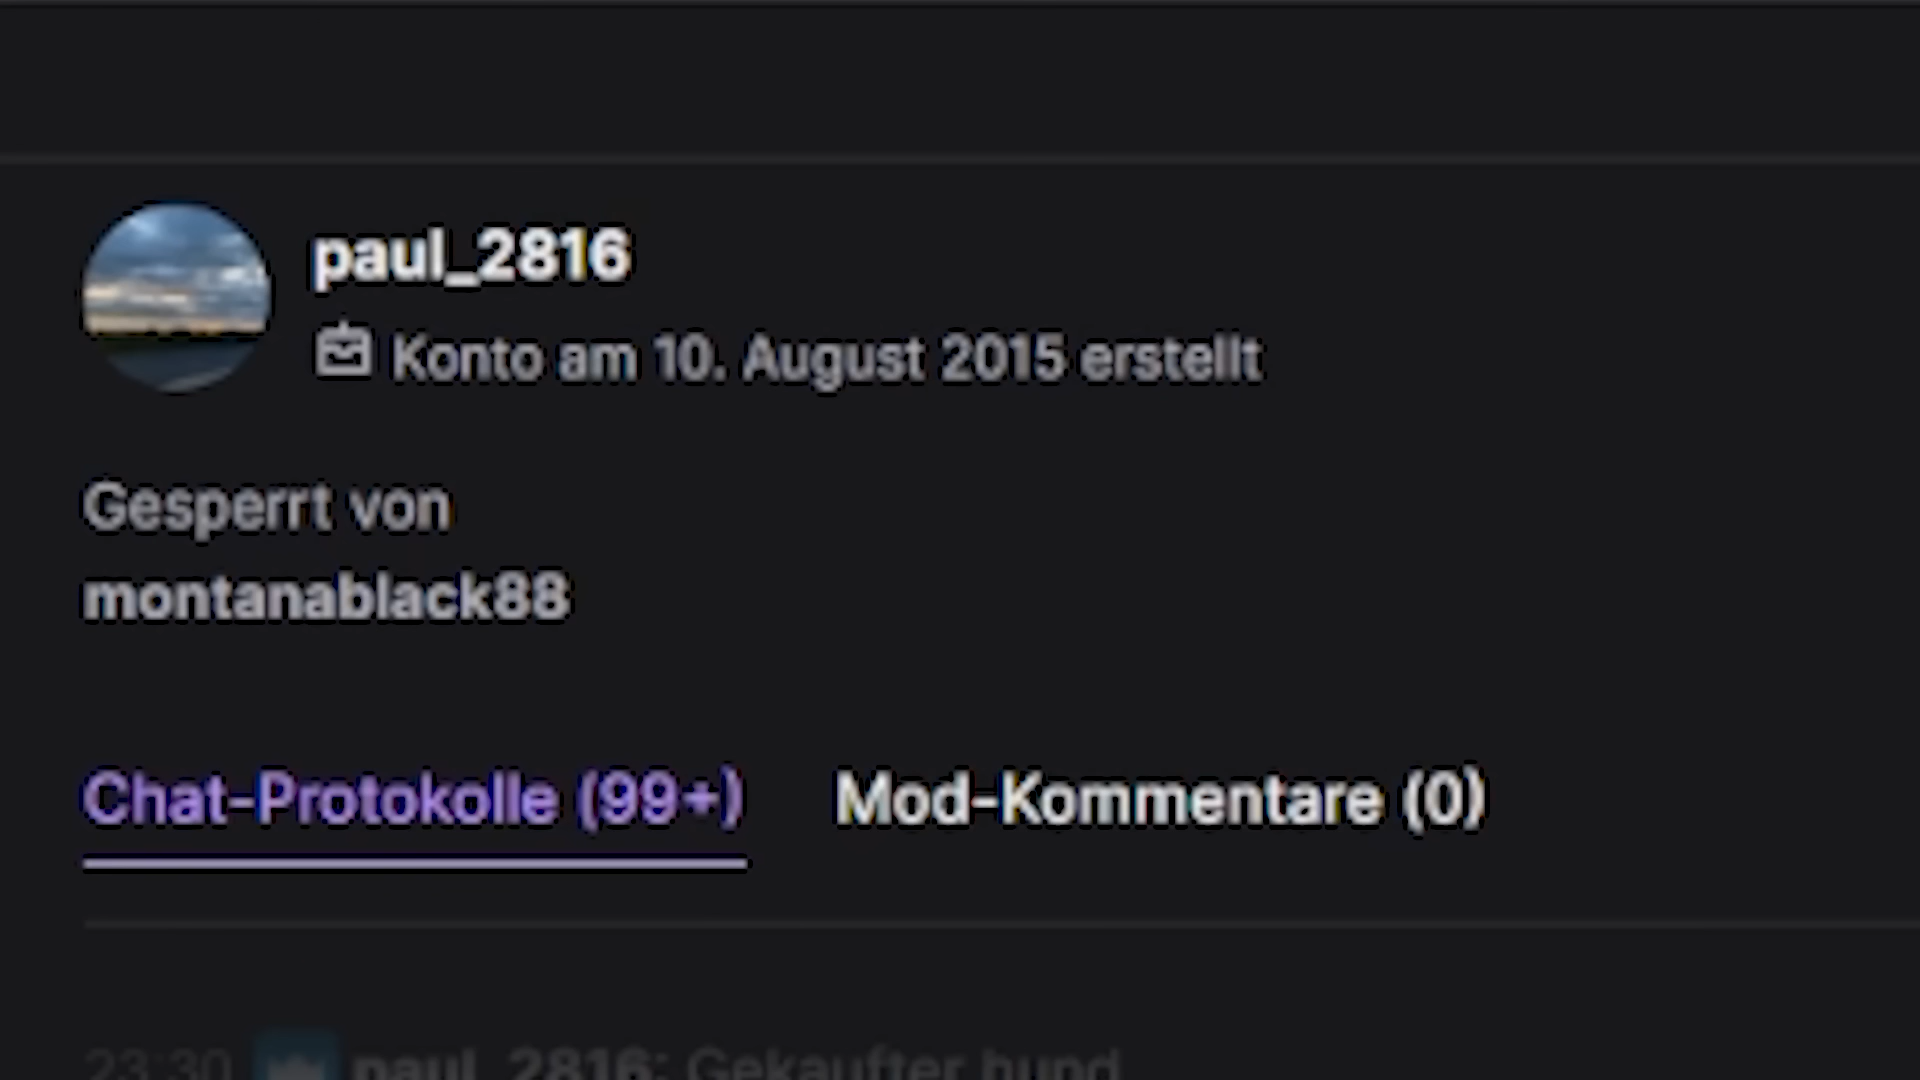 paul_2816
Konto am 10. August 2015 erstellt
Gesperrt von
montanablack88
Chat-Protokolle (99+)
Mod-Kommentare (0)
23:30 paul_2816: Gekaufter hund